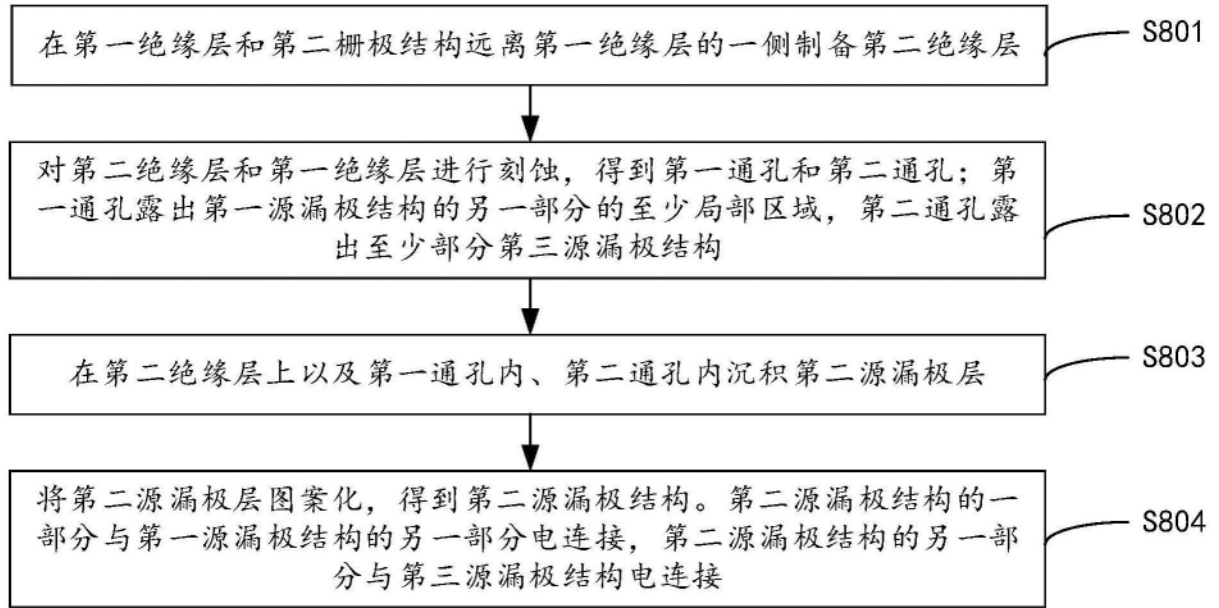 在第一绝缘层和第二栅极结构远离第一绝缘层的一侧制备第二绝缘层
S801
对第二绝缘层和第一绝缘层进行刻蚀，得到第一通孔和第二通孔；第
一通孔露出第一源漏极结构的另一部分的至少局部区域，第二通孔露
出至少部分第三源漏极结构
S802
在第二绝缘层上以及第一通孔内、第二通孔内沉积第二源漏极层
S803
将第二源漏极层图案化，得到第二源漏极结构。第二源漏极结构的一
部分与第一源漏极结构的另一部分电连接，第二源漏极结构的另一部
分与第三源漏极结构电连接
S804